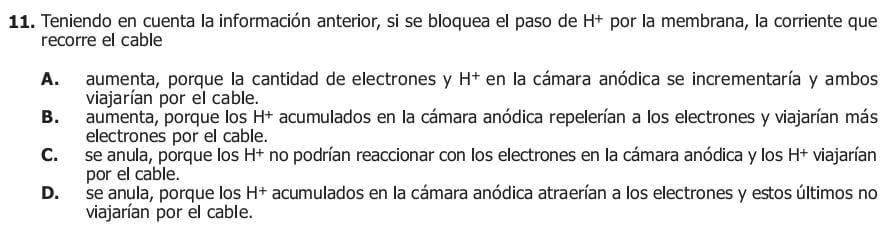 11. Teniendo en cuenta la información anterior, si se bloquea el paso de H⁺ por la membrana, la corriente que
recorre el cable
A. aumenta, porque la cantidad de electrones y H⁺ en la cámara anódica se incrementaría y ambos
viajarían por el cable.
B. aumenta, porque los H⁺ acumulados en la cámara anódica repelerían a los electrones y viajarían más
electrones por el cable.
C. se anula, porque los H⁺ no podrían reaccionar con los electrones en la cámara anódica y los H⁺ viajarían
por el cable.
D. se anula, porque los H⁺ acumulados en la cámara anódica atraerían a los electrones y estos últimos no
viajarían por el cable.